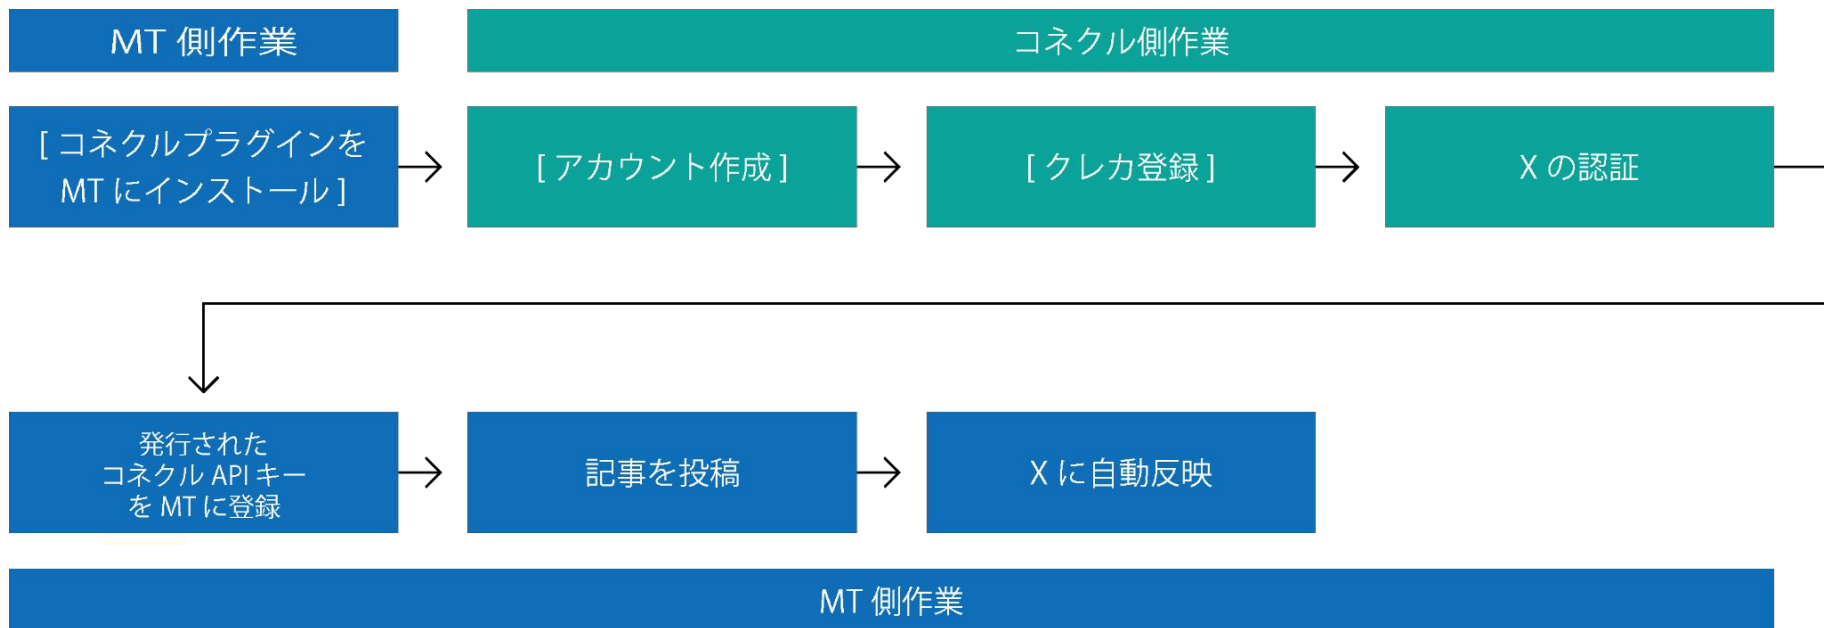 MT 側作業
コネクル側作業
[ コネクルプラグインを
MT にインストール ]
[ アカウント作成 ]
[ クレカ登録 ]
X の認証
発行された
コネクル API キー
を MT に登録
記事を投稿
X に自動反映
MT 側作業